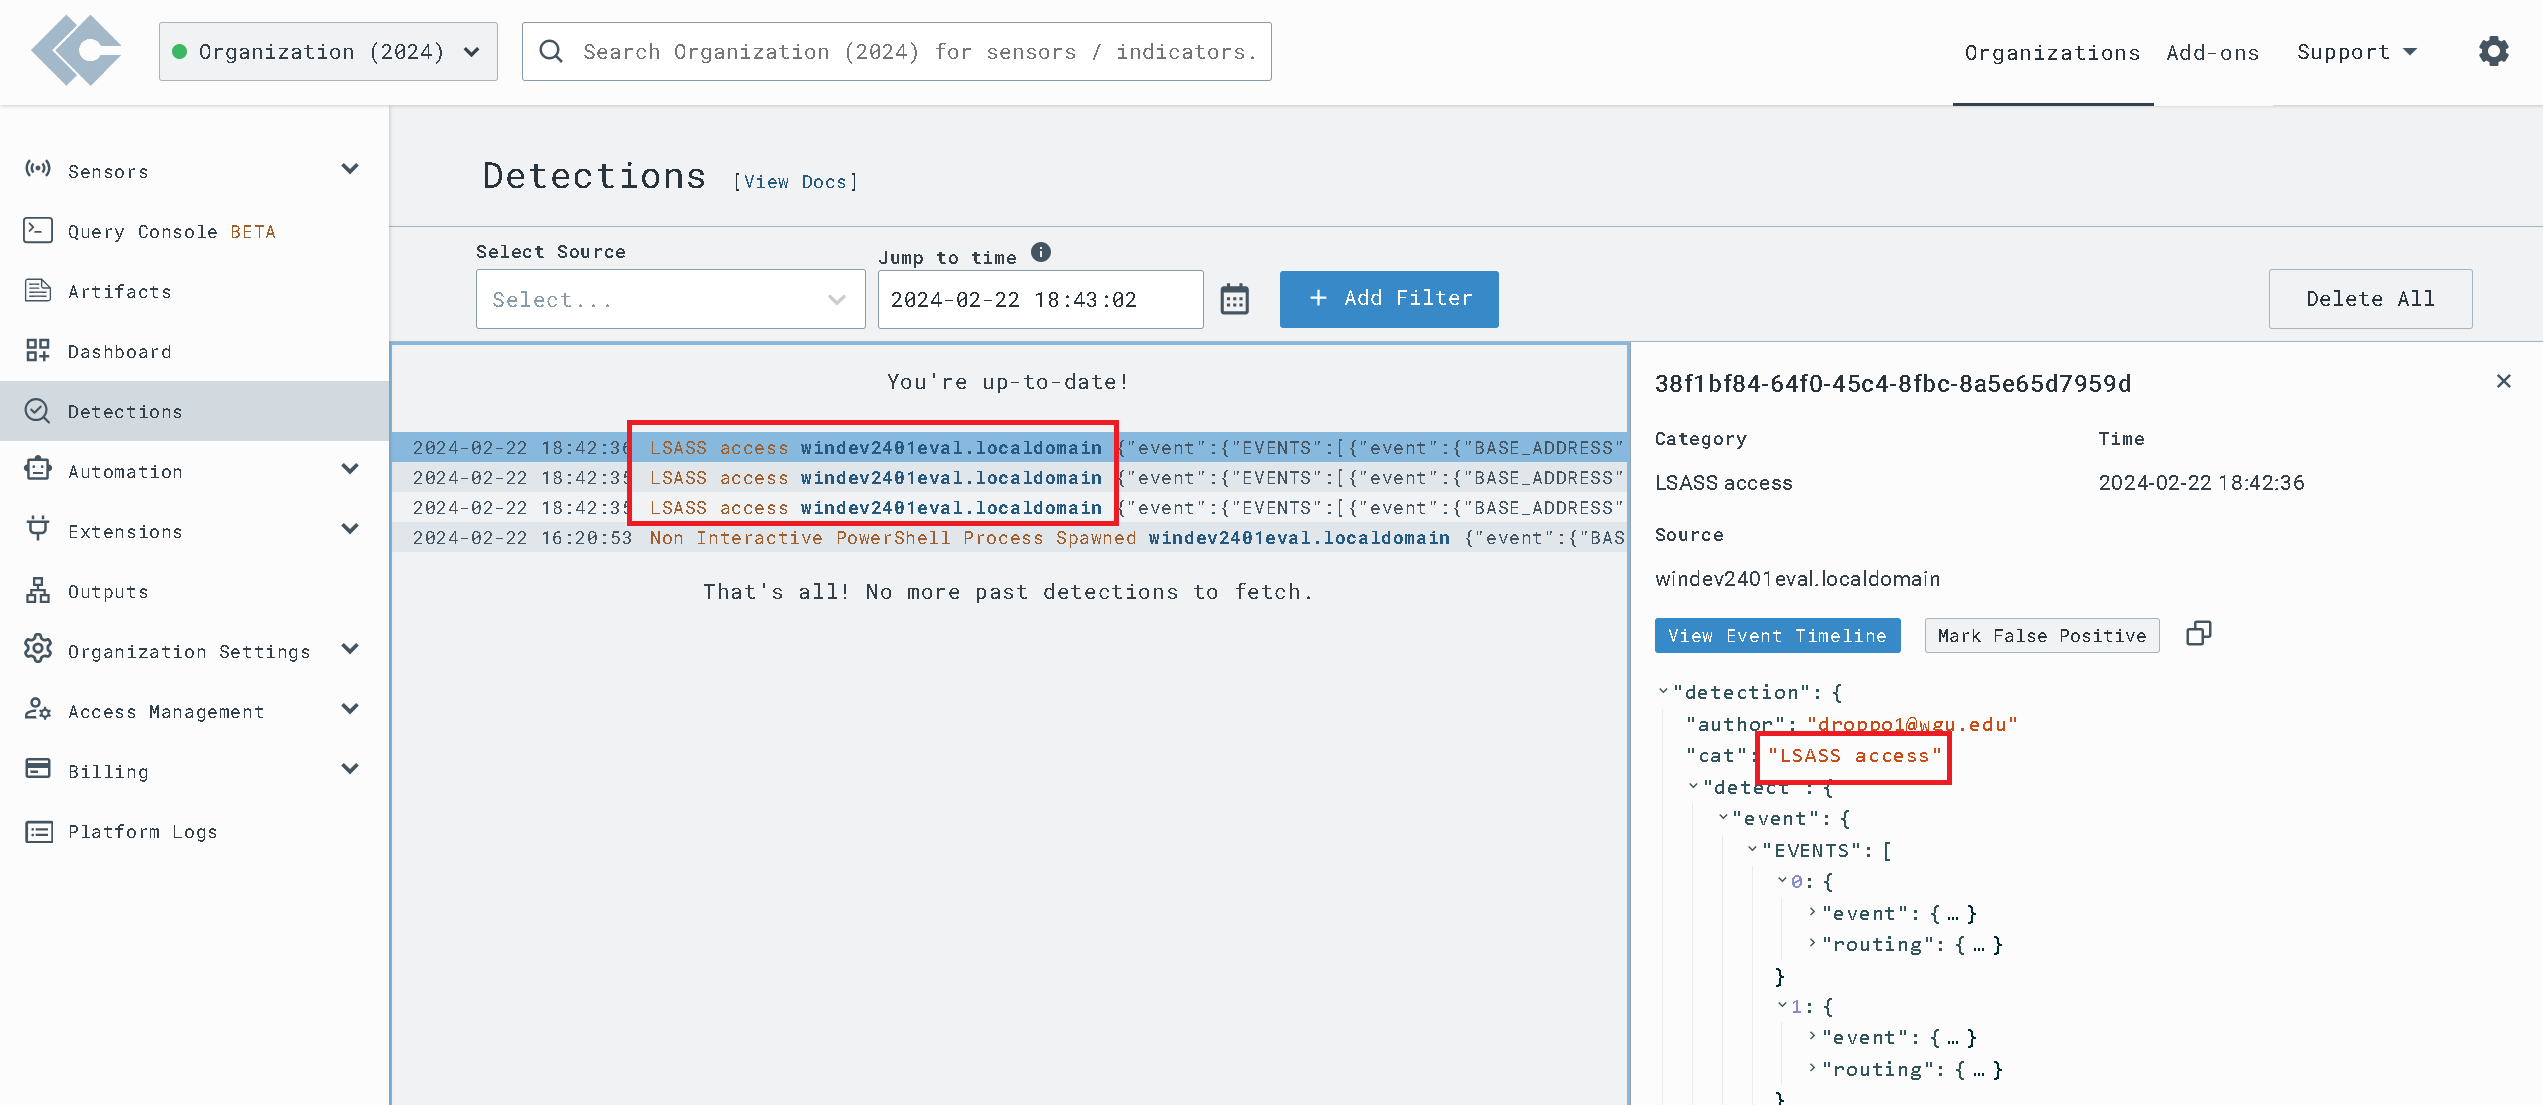 Organization (2024)
Search Organization (2024) for sensors / indicators.
Organizations
Add-ons
Support
Sensors
Query Console BETA
Artifacts
Dashboard
Detections
Automation
Extensions
Outputs
Organization Settings
Access Management
Billing
Platform Logs
Detections [View Docs]
Select Source
Select...
Jump to time
2024-02-22 18:43:02
+ Add Filter
Delete All
You're up-to-date!
2024-02-22 18:42:36 LSASS access windev2401eval.localdomain {"event":{"EVENTS":[{"event":{"BASE_ADDRESS"
2024-02-22 18:42:35 LSASS access windev2401eval.localdomain {"event":{"EVENTS":[{"event":{"BASE_ADDRESS"
2024-02-22 18:42:35 LSASS access windev2401eval.localdomain {"event":{"EVENTS":[{"event":{"BASE_ADDRESS"
2024-02-22 16:20:53 Non Interactive PowerShell Process Spawned windev2401eval.localdomain {"event":{"BAS
That's all! No more past detections to fetch.
38f1bf84-64f0-45c4-8fbc-8a5e65d7959d
Category
Time
LSASS access
2024-02-22 18:42:36
Source
windev2401eval.localdomain
View Event Timeline
Mark False Positive
"detection": {
"author": "droppo1@wgu.edu"
"cat": "LSASS access"
"detect": {
"event": {
"EVENTS": [
0: {
"event": {…}
"routing": {…}
}
1: {
"event": {…}
"routing": {…}
}